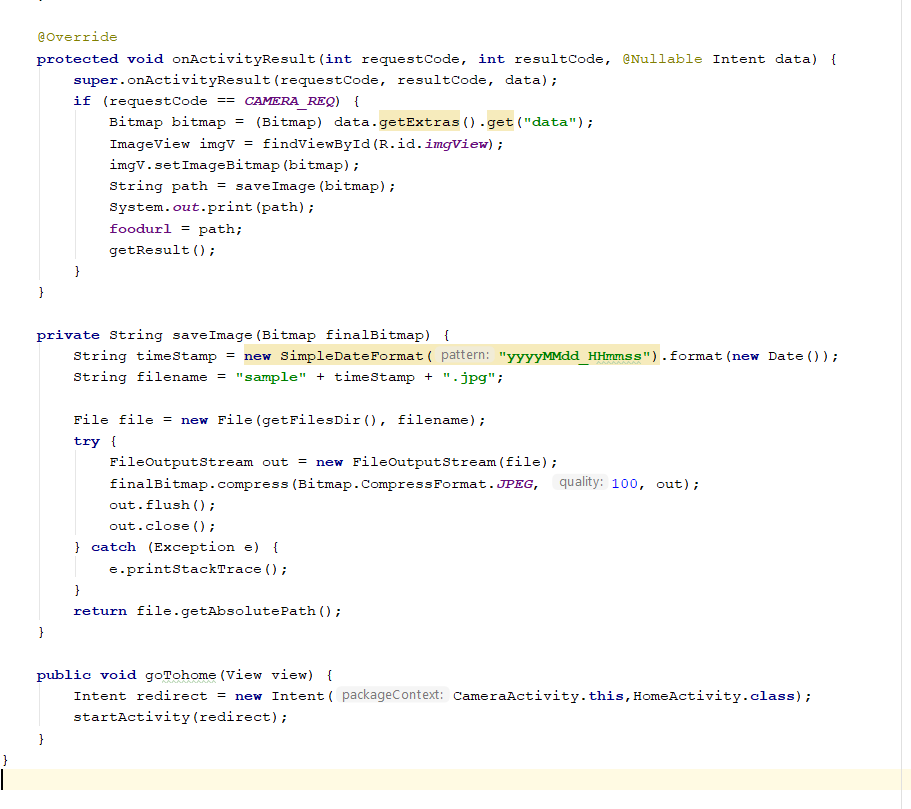 @Override
protected void onActivityResult(int requestCode, int resultCode, @Nullable Intent data) {
super.onActivityResult(requestCode, resultCode, data);
if (requestCode == CAMERA_REQ) {
Bitmap bitmap = (Bitmap) data.getExtras().get("data");
ImageView imgV = findViewById(R.id.imgView);
imgV.setImageBitmap(bitmap);
String path = saveImage(bitmap);
System.out.print(path);
foodurl = path;
getResult();
}
}
private String saveImage(Bitmap finalBitmap) {
String timeStamp = new SimpleDateFormat( pattern: "yyyyMMdd_HHmmss").format(new Date());
String filename = "sample" + timeStamp + ".jpg";
File file = new File(getFilesDir(), filename);
try {
FileOutputStream out = new FileOutputStream(file);
finalBitmap.compress(Bitmap.CompressFormat.JPEG, quality: 100, out);
out.flush();
out.close();
} catch (Exception e) {
e.printStackTrace();
}
return file.getAbsolutePath();
}
public void goTohome(View view) {
Intent redirect = new Intent( packageContext: CameraActivity.this,HomeActivity.class);
startActivity(redirect);
}
}